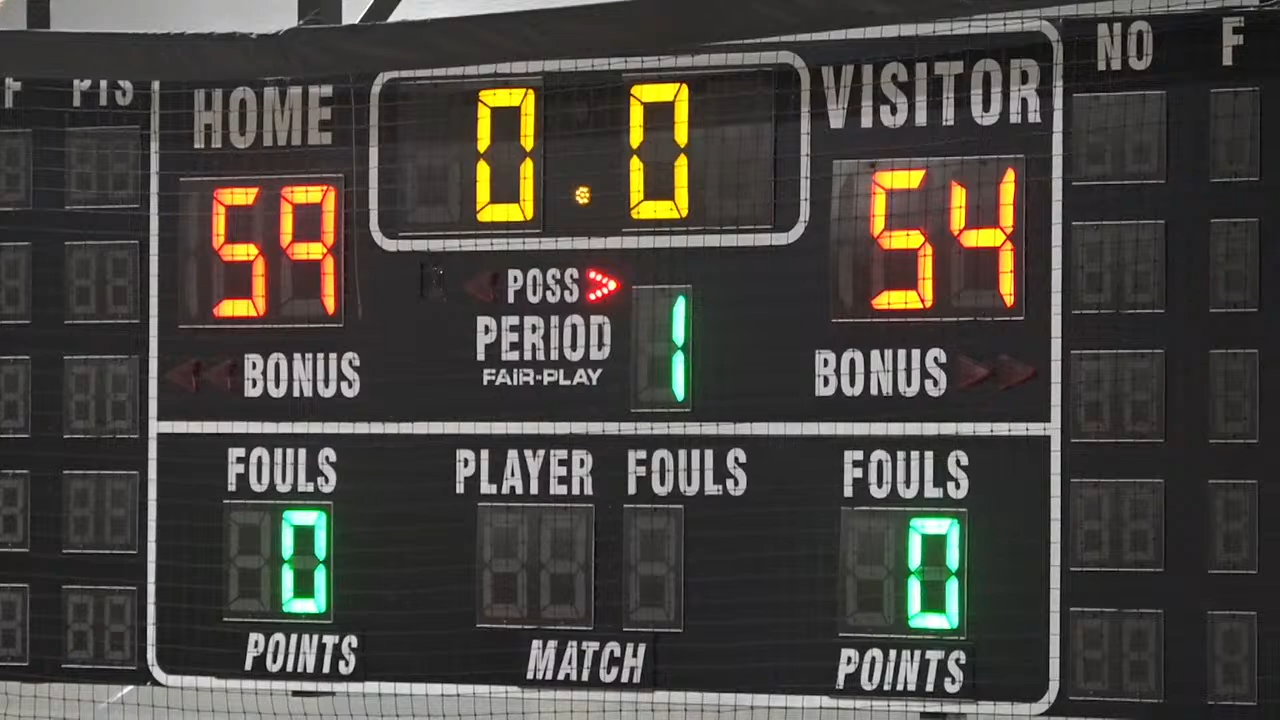 F PTS
HOME
0.0
VISITOR
NO F
59
54
POSS
PERIOD 1
FAIR-PLAY
BONUS
BONUS
FOULS
PLAYER FOULS
FOULS
0
0
POINTS
MATCH
POINTS